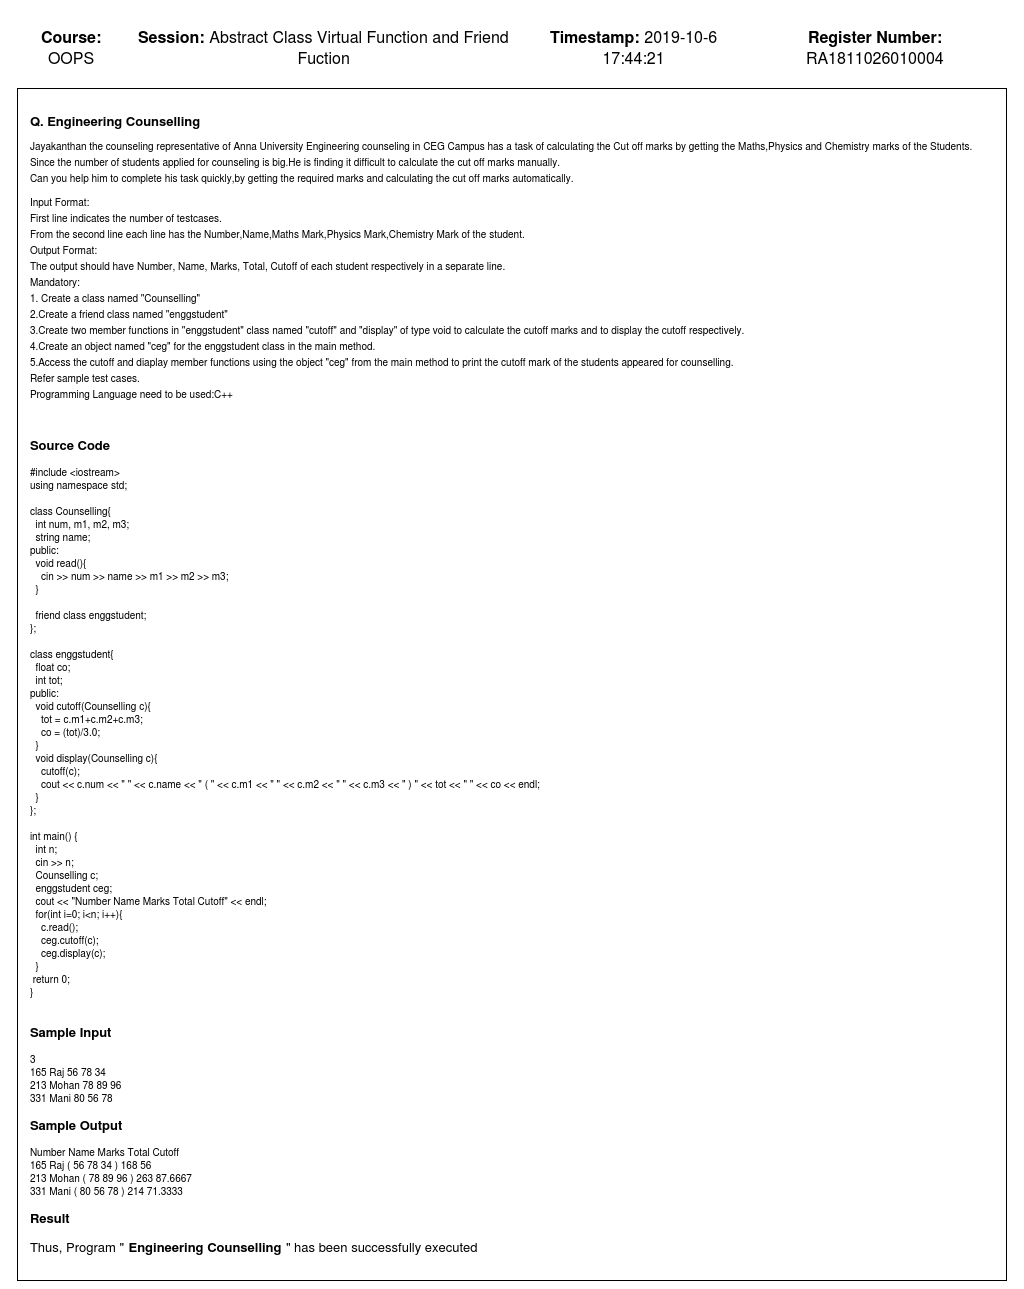 Course: OOPS
Session: Abstract Class Virtual Function and Friend Fuction
Timestamp: 2019-10-6 17:44:21
Register Number: RA1811026010004
Q. Engineering Counselling
Jayakanthan the counseling representative of Anna University Engineering counseling in CEG Campus has a task of calculating the Cut off marks by getting the Maths,Physics and Chemistry marks of the Students.
Since the number of students applied for counseling is big.He is finding it difficult to calculate the cut off marks manually.
Can you help him to complete his task quickly,by getting the required marks and calculating the cut off marks automatically.
Input Format:
First line indicates the number of testcases.
From the second line each line has the Number,Name,Maths Mark,Physics Mark,Chemistry Mark of the student.
Output Format:
The output should have Number, Name, Marks, Total, Cutoff of each student respectively in a separate line.
Mandatory:
1. Create a class named "Counselling"
2.Create a friend class named "enggstudent"
3.Create two member functions in "enggstudent" class named "cutoff" and "display" of type void to calculate the cutoff marks and to display the cutoff respectively.
4.Create an object named "ceg" for the enggstudent class in the main method.
5.Access the cutoff and diaplay member functions using the object "ceg" from the main method to print the cutoff mark of the students appeared for counselling.
Refer sample test cases.
Programming Language need to be used:C++
Source Code
#include <iostream>
using namespace std;
class Counselling{
int num, m1, m2, m3;
string name;
public:
void read(){
cin >> num >> name >> m1 >> m2 >> m3;
}
friend class enggstudent;
};
class enggstudent{
float co;
int tot;
public:
void cutoff(Counselling c){
tot = c.m1+c.m2+c.m3;
co = (tot)/3.0;
}
void display(Counselling c){
cutoff(c);
cout << c.num << " " << c.name << " ( " << c.m1 << " " << c.m2 << " " << c.m3 << " ) " << tot << " " << co << endl;
}
};
int main() {
int n;
cin >> n;
Counselling c;
enggstudent ceg;
cout << "Number Name Marks Total Cutoff" << endl;
for(int i=0; i<n; i++){
c.read();
ceg.cutoff(c);
ceg.display(c);
}
return 0;
}
Sample Input
3
165 Raj 56 78 34
213 Mohan 78 89 96
331 Mani 80 56 78
Sample Output
Number Name Marks Total Cutoff
165 Raj ( 56 78 34 ) 168 56
213 Mohan ( 78 89 96 ) 263 87.6667
331 Mani ( 80 56 78 ) 214 71.3333
Result
Thus, Program " Engineering Counselling " has been successfully executed